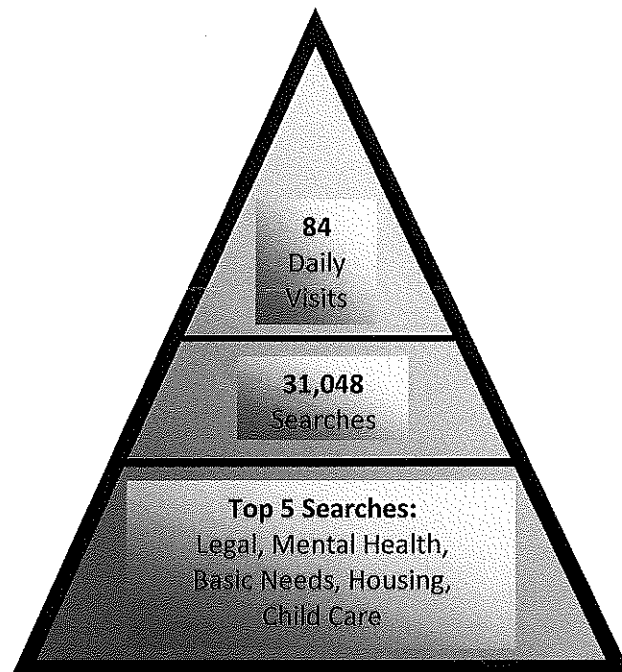 84
Daily
Visits
31,048
Searches
Top 5 Searches:
Legal, Mental Health,
Basic Needs, Housing,
Child Care